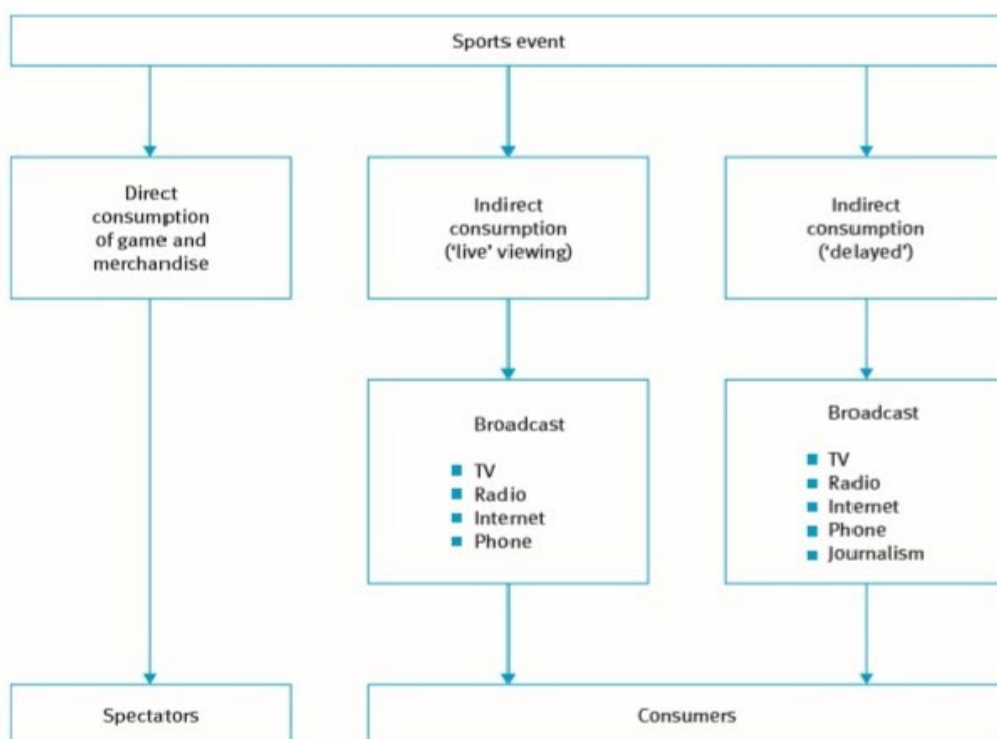 Sports event
Direct
consumption
of game and
merchandise
Indirect
consumption
(‘live’ viewing)
Indirect
consumption
(‘delayed’)
Broadcast
TV
Radio
Internet
Phone
Broadcast
TV
Radio
Internet
Phone
Journalism
Spectators
Consumers